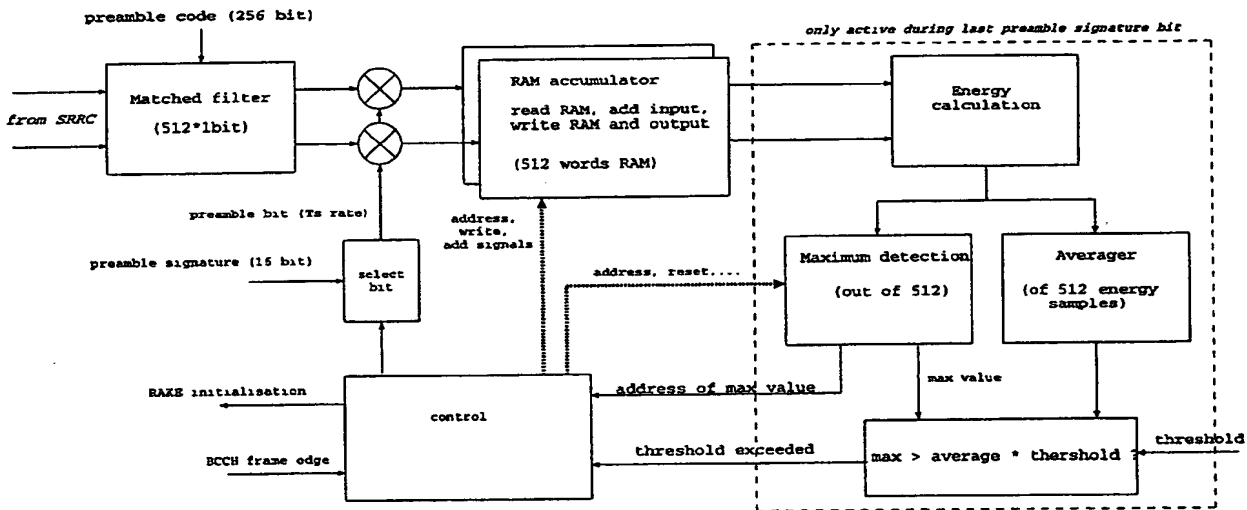 preamble code (256 bit)
only active during last preamble signature bit
Matched filter
(512*1bit)
from SRRC
RAM accumulator
read RAM, add input,
write RAM and output
(512 words RAM)
Energy
calculation
preamble bit (Ts rate)
address,
write,
add signals
preamble signature (16 bit)
select
bit
address, reset....
Maximum detection
(out of 512)
Averager
(of 512 energy
samples)
RAKE initialisation
control
address of max value
max value
BCCH frame edge
threshold exceeded
max > average * thershold ?
threshold